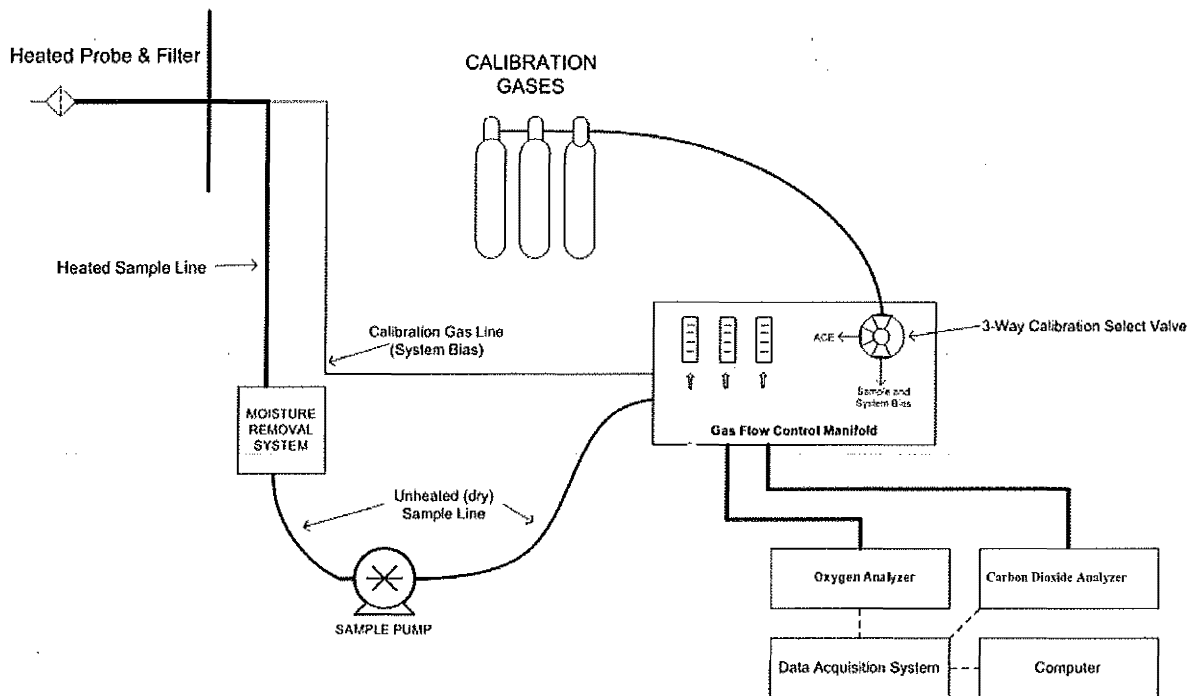 Heated Probe & Filter
CALIBRATION
GASES
Heated Sample Line
Calibration Gas Line
(System Bias)
3-Way Calibration Select Valve
ACE
Sample and
System Bias
Gas Flow Control Manifold
MOISTURE
REMOVAL
SYSTEM
Unheated (dry)
Sample Line
SAMPLE PUMP
Oxygen Analyzer
Carbon Dioxide Analyzer
Data Acquisition System
Computer